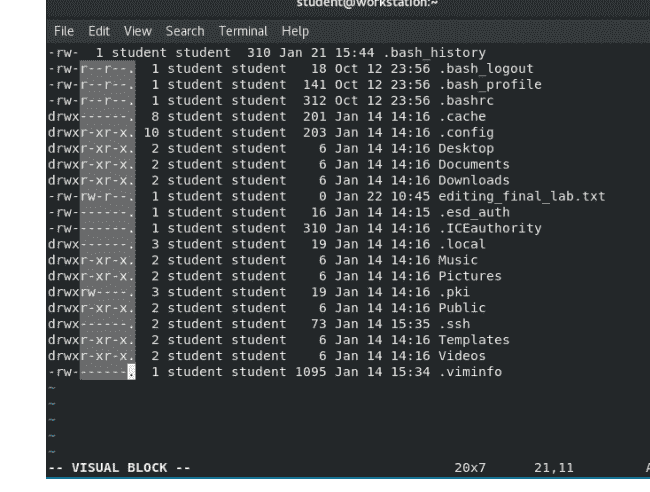 student@workstation:~
File Edit View Search Terminal Help
-rw-  1 student student  310 Jan 21 15:44 .bash_history
-rw-r--r--.  1 student student   18 Oct 12 23:56 .bash_logout
-rw-r--r--.  1 student student  141 Oct 12 23:56 .bash_profile
-rw-r--r--.  1 student student  312 Oct 12 23:56 .bashrc
drwx------.  8 student student  201 Jan 14 14:16 .cache
drwxr-xr-x. 10 student student  203 Jan 14 14:16 .config
drwxr-xr-x.  2 student student    6 Jan 14 14:16 Desktop
drwxr-xr-x.  2 student student    6 Jan 14 14:16 Documents
drwxr-xr-x.  2 student student    6 Jan 14 14:16 Downloads
-rw-rw-r--.  1 student student    0 Jan 22 10:45 editing_final_lab.txt
-rw-------.  1 student student   16 Jan 14 14:15 .esd_auth
-rw-------.  1 student student  310 Jan 14 14:16 .ICEauthority
drwx------.  3 student student   19 Jan 14 14:16 .local
drwxr-xr-x.  2 student student    6 Jan 14 14:16 Music
drwxr-xr-x.  2 student student    6 Jan 14 14:16 Pictures
drwxrw----.  3 student student   19 Jan 14 14:16 .pki
drwxr-xr-x.  2 student student    6 Jan 14 14:16 Public
drwx------.  2 student student   73 Jan 14 15:35 .ssh
drwxr-xr-x.  2 student student    6 Jan 14 14:16 Templates
drwxr-xr-x.  2 student student    6 Jan 14 14:16 Videos
-rw-------.  1 student student 1095 Jan 14 15:34 .viminfo
~
~
~
~
~
-- VISUAL BLOCK -- 20x7 21,11